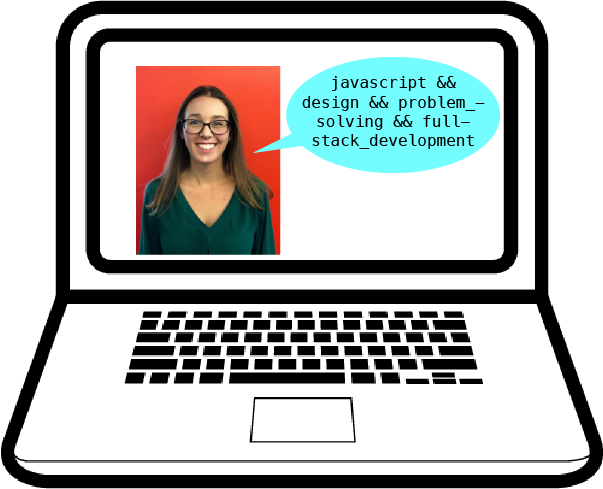 javascript &&
design && problem_–
solving && full–
stack_development